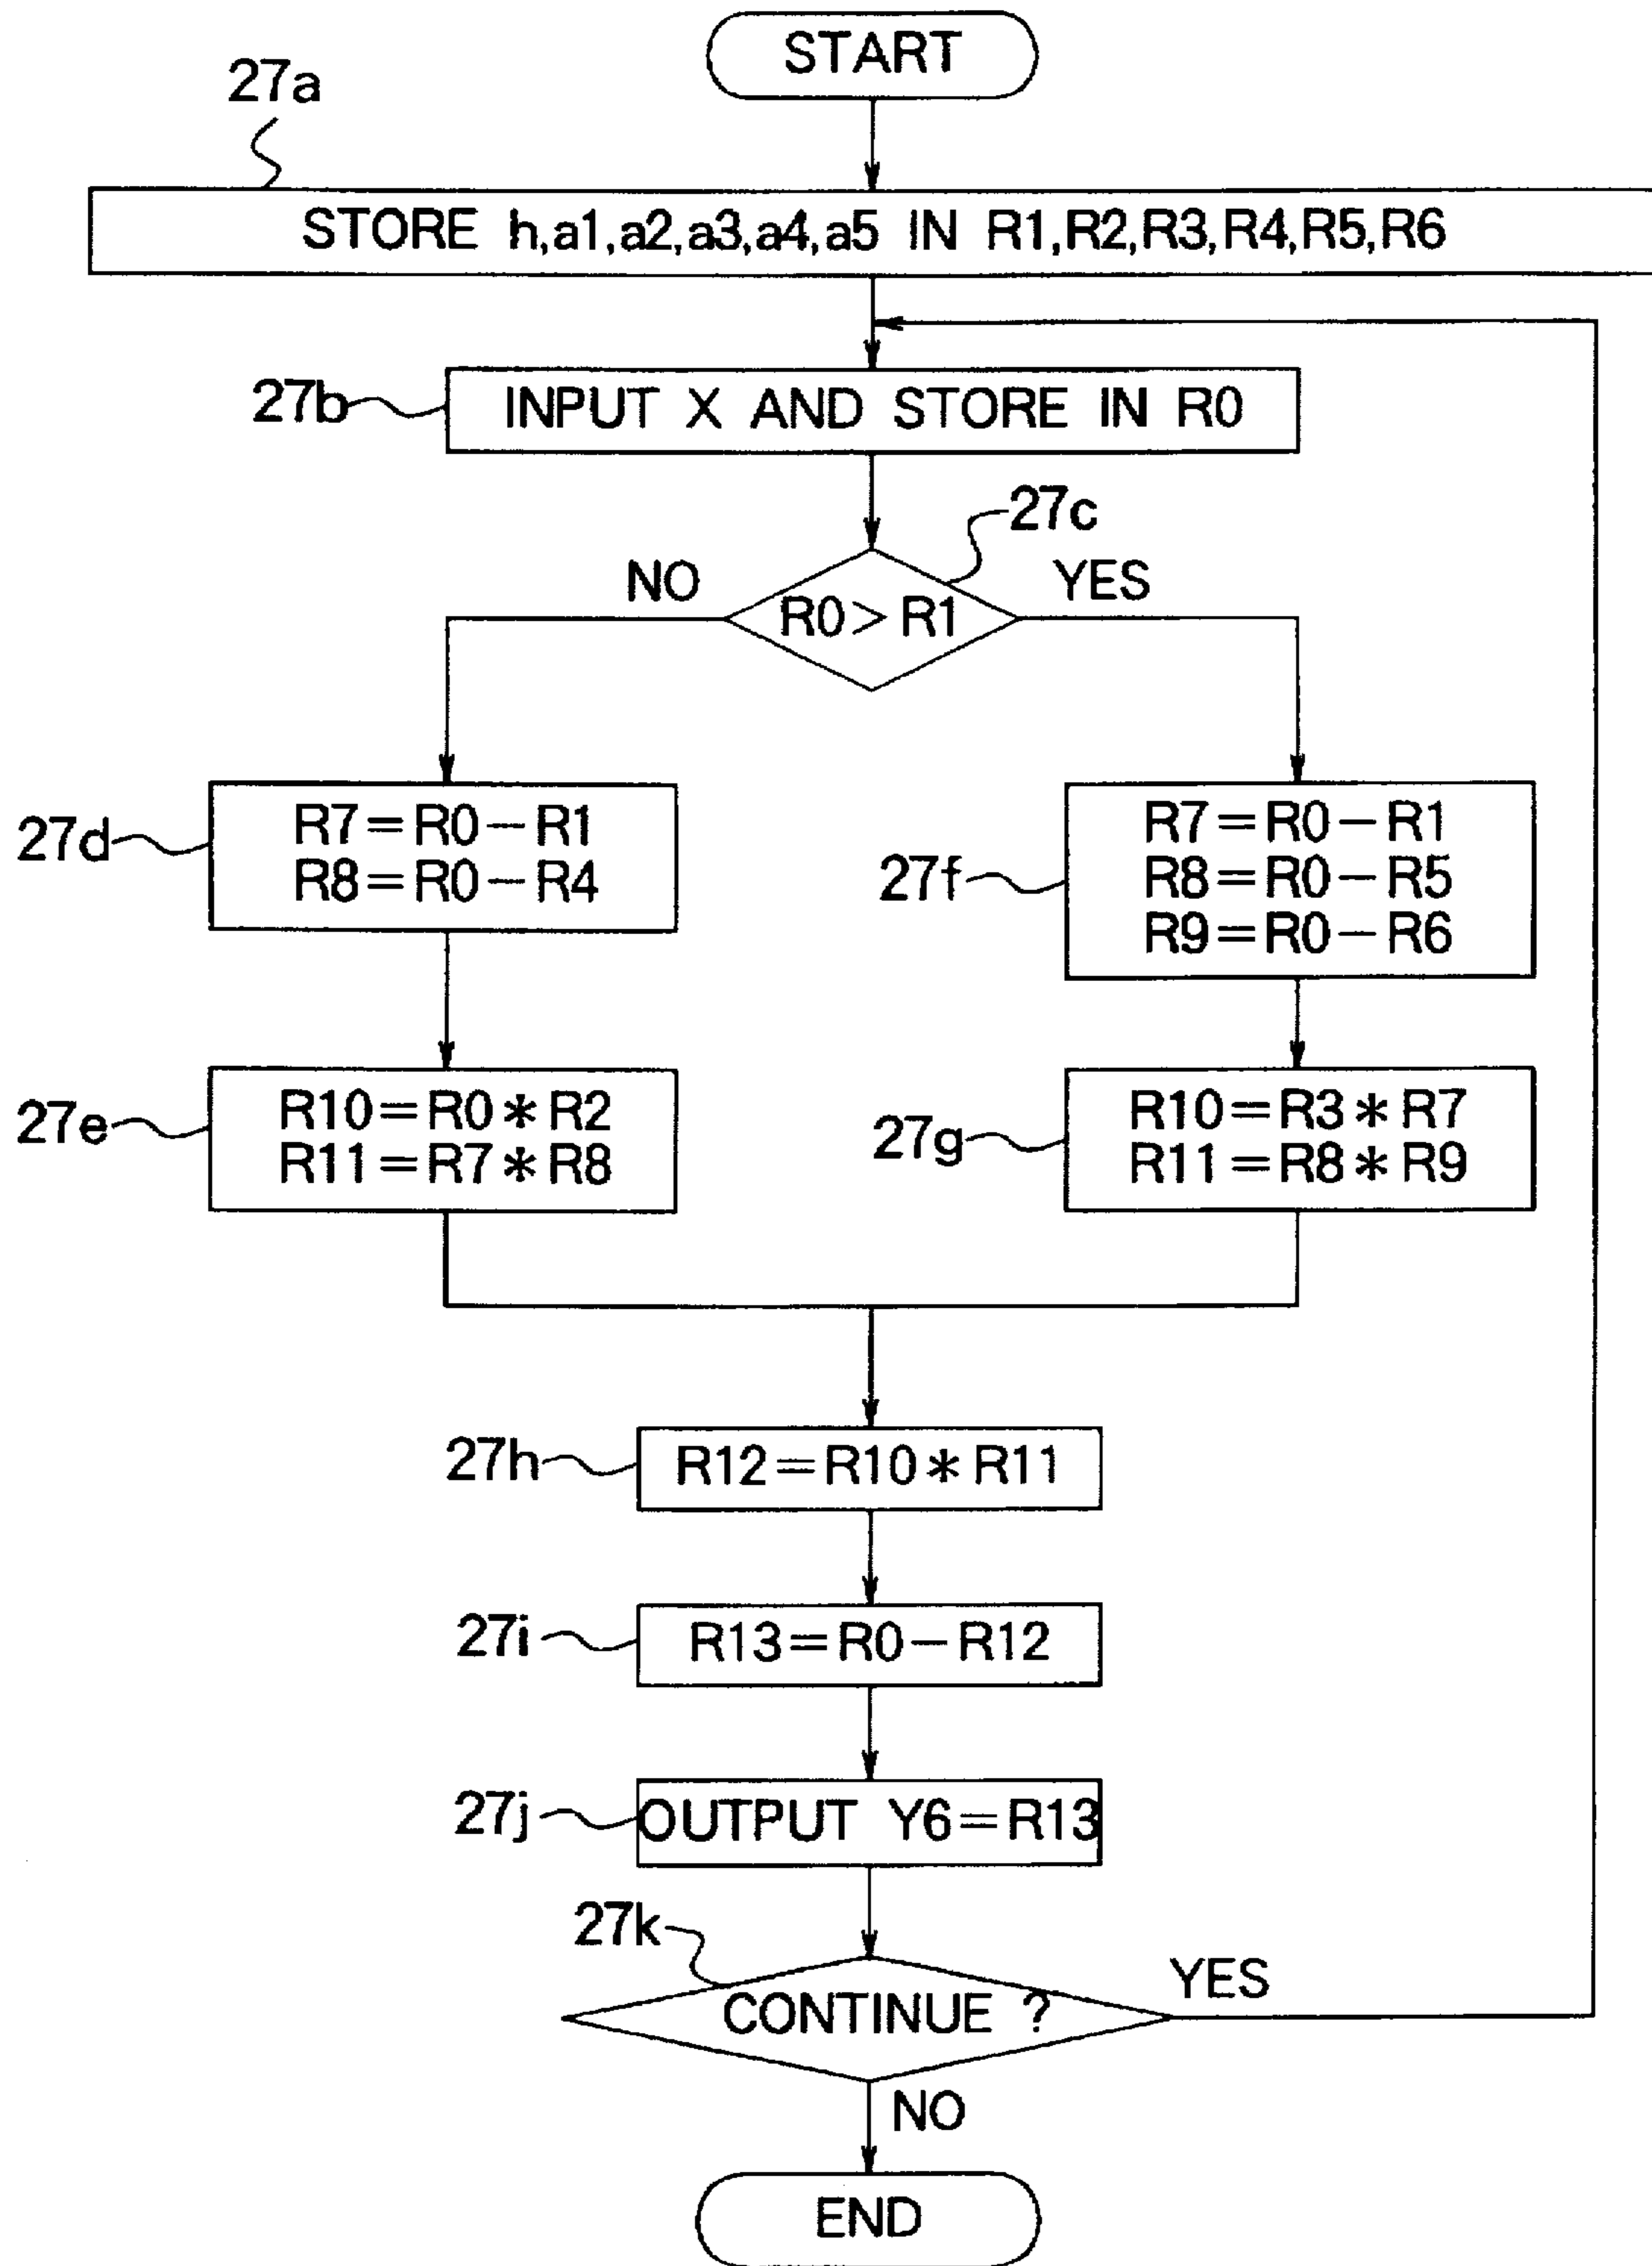 START
27a
STORE h,a1,a2,a3,a4,a5 IN R1,R2,R3,R4,R5,R6
27b
INPUT X AND STORE IN R0
27c
NO
YES
R0>R1
27d
R7=R0-R1
R8=R0-R4
27f
R7=R0-R1
R8=R0-R5
R9=R0-R6
27e
R10=R0*R2
R11=R7*R8
27g
R10=R3*R7
R11=R8*R9
27h
R12=R10*R11
27i
R13=R0-R12
27j
OUTPUT Y6=R13
27k
CONTINUE ?
YES
NO
END